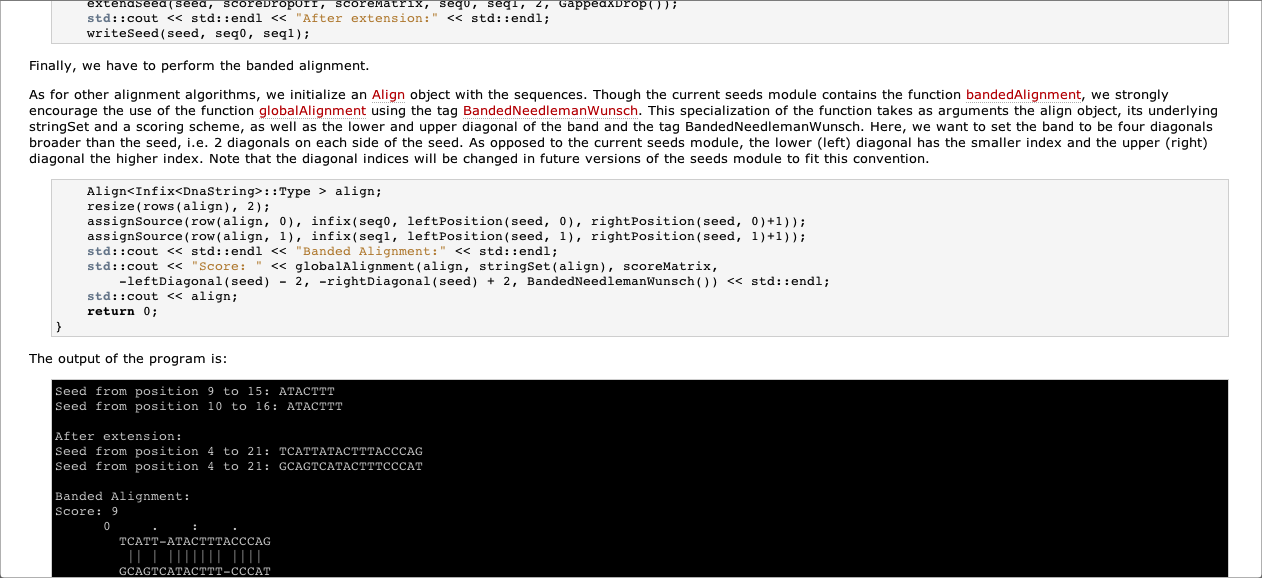 extendSeed(seed, scoreDropOff, scoreMatrix, seq0, seq1, 2, GappedXDrop());
std::cout << std::endl << "After extension:" << std::endl;
writeSeed(seed, seq0, seq1);
Finally, we have to perform the banded alignment.
As for other alignment algorithms, we initialize an Align object with the sequences. Though the current seeds module contains the function bandedAlignment, we strongly
encourage the use of the function globalAlignment using the tag BandedNeedlemanWunsch. This specialization of the function takes as arguments the align object, its underlying
stringSet and a scoring scheme, as well as the lower and upper diagonal of the band and the tag BandedNeedlemanWunsch. Here, we want to set the band to be four diagonals
broader than the seed, i.e. 2 diagonals on each side of the seed. As opposed to the current seeds module, the lower (left) diagonal has the smaller index and the upper (right)
diagonal the higher index. Note that the diagonal indices will be changed in future versions of the seeds module to fit this convention.
Align<Infix<DnaString>::Type > align;
resize(rows(align), 2);
assignSource(row(align, 0), infix(seq0, leftPosition(seed, 0), rightPosition(seed, 0)+1));
assignSource(row(align, 1), infix(seq1, leftPosition(seed, 1), rightPosition(seed, 1)+1));
std::cout << std::endl << "Banded Alignment:" << std::endl;
std::cout << "Score: " << globalAlignment(align, stringSet(align), scoreMatrix,
-leftDiagonal(seed) - 2, -rightDiagonal(seed) + 2, BandedNeedlemanWunsch()) << std::endl;
std::cout << align;
return 0;
}
The output of the program is:
Seed from position 9 to 15: ATACTTT
Seed from position 10 to 16: ATACTTT
After extension:
Seed from position 4 to 21: TCATTATACTTTACCCAG
Seed from position 4 to 21: GCAGTCATACTTTCCCAT
Banded Alignment:
Score: 9
0     .    :    .
TCATT-ATACTTTACCCAG
|| | ||||||| ||||
GCAGTCATACTTT-CCCAT